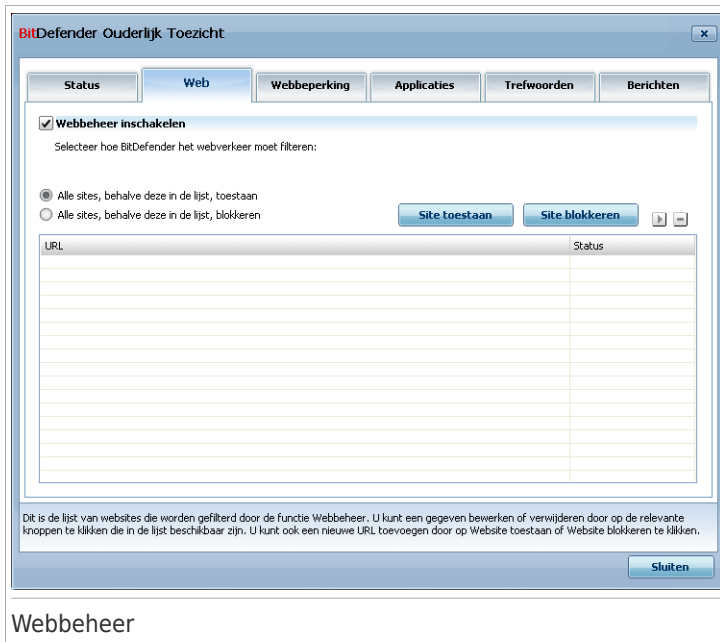 BitDefender Ouderlijk Toezicht
Status Web Webbeperking Applicaties Trefwoorden Berichten
Webbeheer inschakelen
Selecteer hoe BitDefender het webverkeer moet filteren:
Alle sites, behalve deze in de lijst, toestaan
Alle sites, behalve deze in de lijst, blokkeren
Site toestaan Site blokkeren
URL Status
Dit is de lijst van websites die worden gefilterd door de functie Webbeheer. U kunt een gegeven bewerken of verwijderen door op de relevante
knoppen te klikken die in de lijst beschikbaar zijn. U kunt ook een nieuwe URL toevoegen door op Website toestaan of Website blokkeren te klikken.
Sluiten
Webbeheer